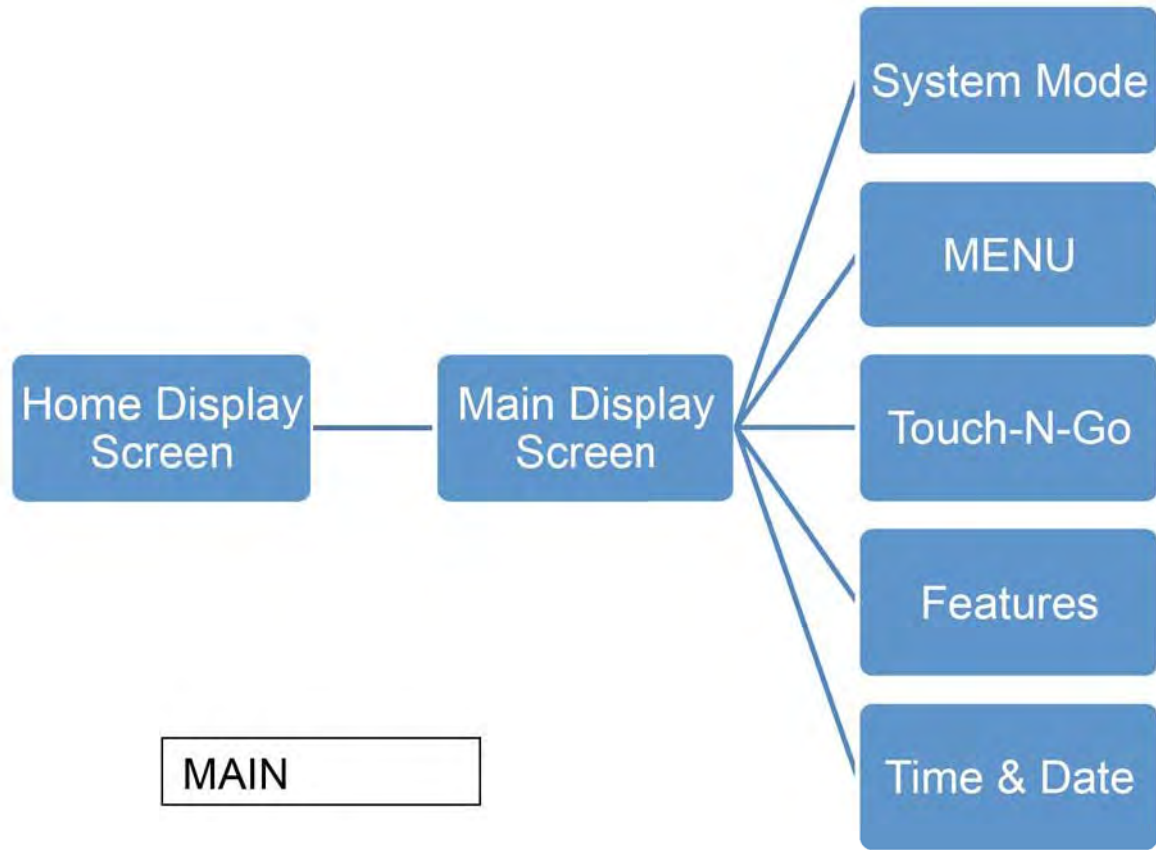 System Mode
MENU
Home Display
Screen
Main Display
Screen
Touch-N-Go
Features
MAIN
Time & Date